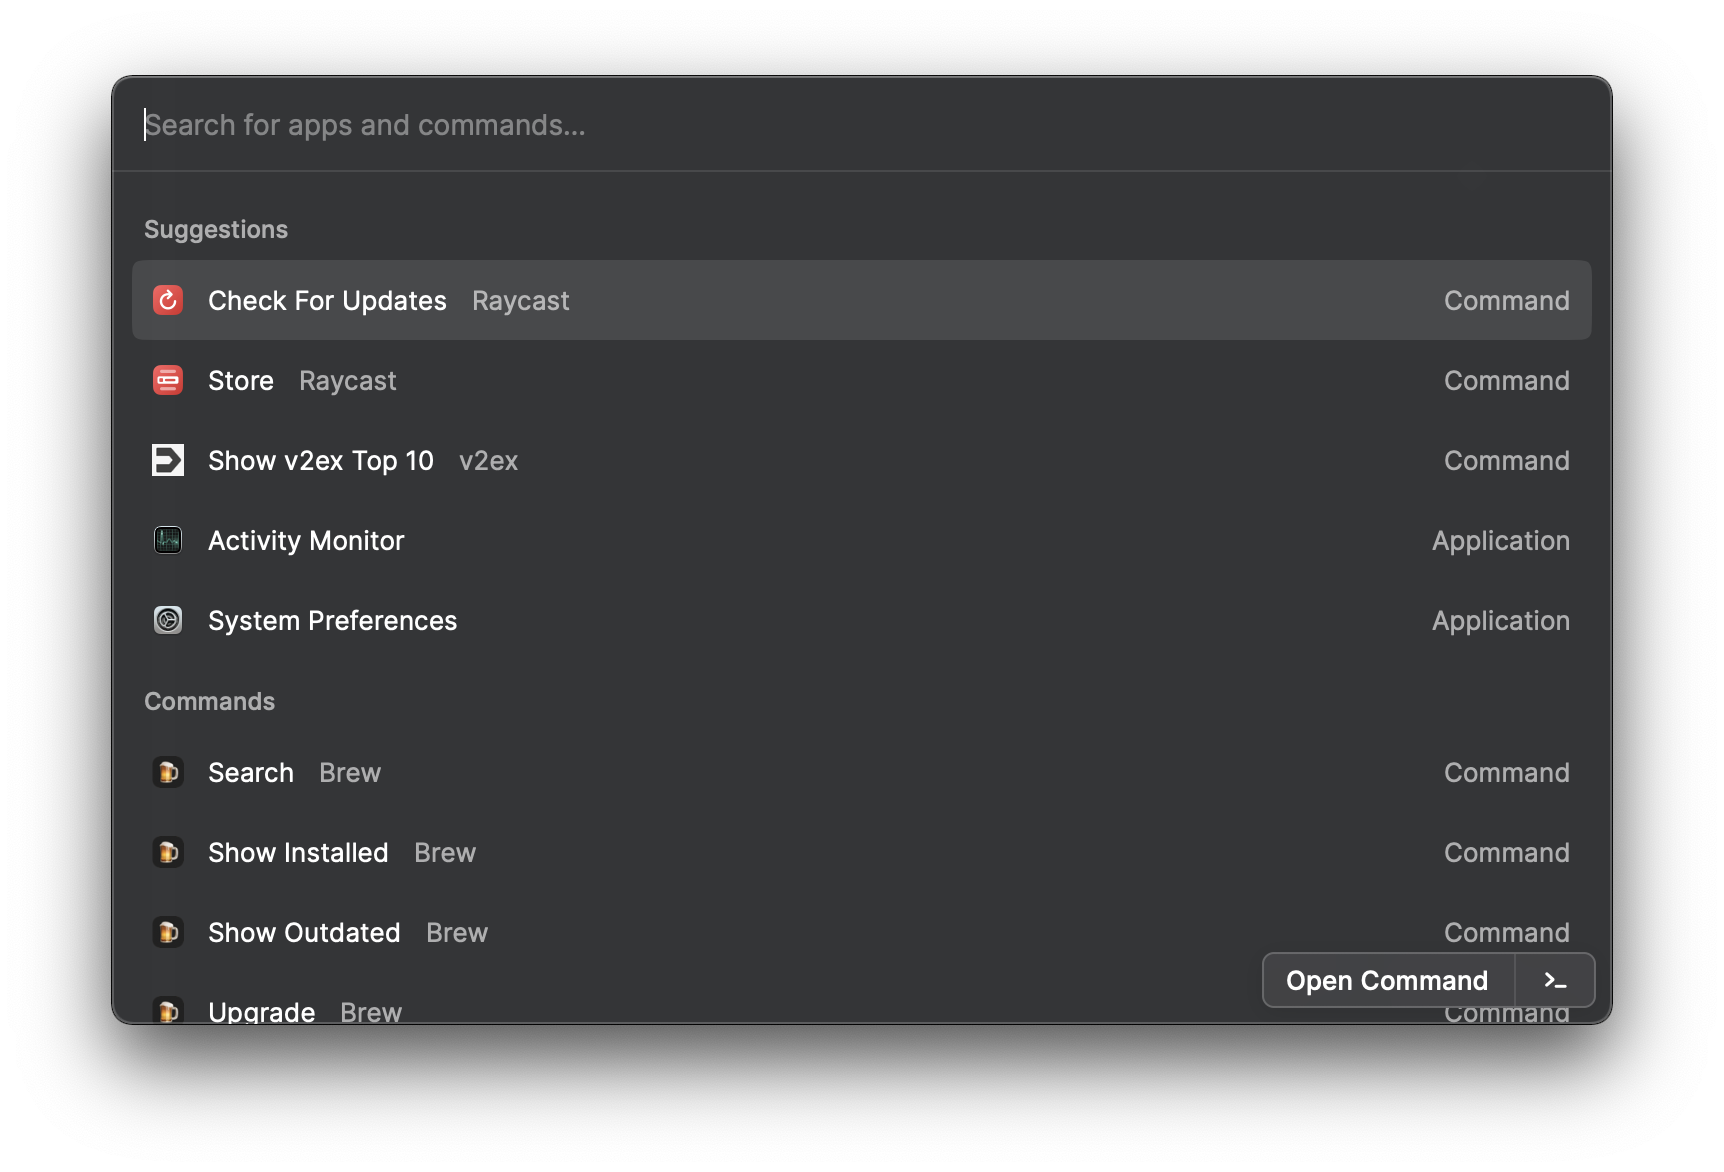 Search for apps and commands...
Suggestions
Check For Updates Raycast Command
Store Raycast Command
Show v2ex Top 10 v2ex Command
Activity Monitor Application
System Preferences Application
Commands
Search Brew Command
Show Installed Brew Command
Show Outdated Brew Command
Open Command >_
Upgrade Brew Command